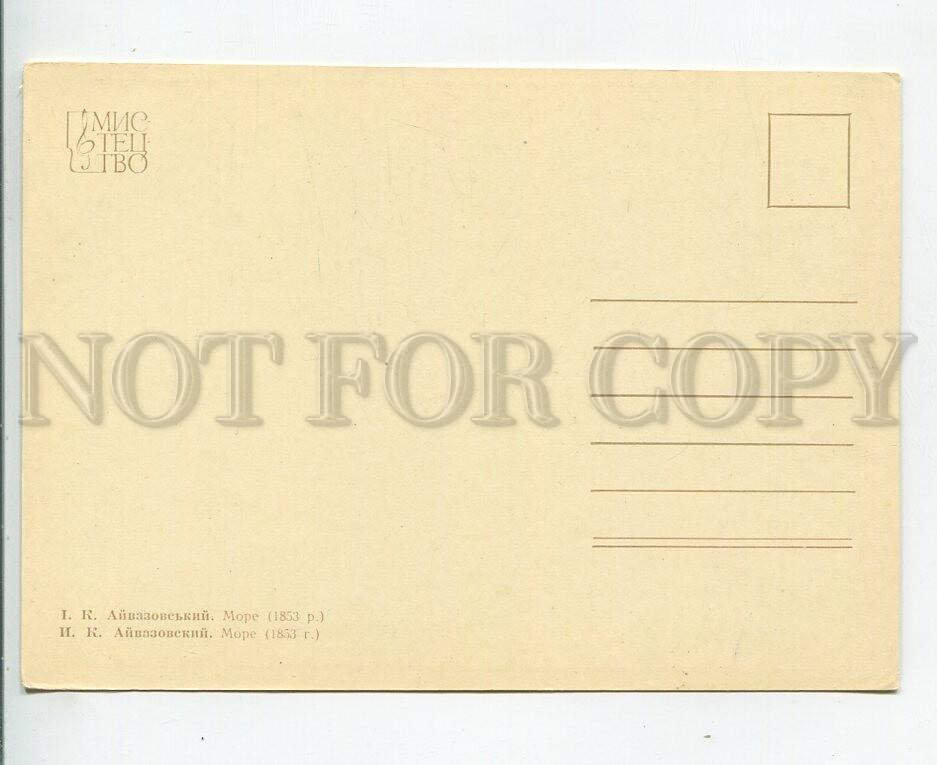 МИС-
ТЕЦ-
ТВО
NOT FOR COPY
І. К. Айвазовський. Море (1853 р.)
И. К. Айвазовский. Море (1853 г.)